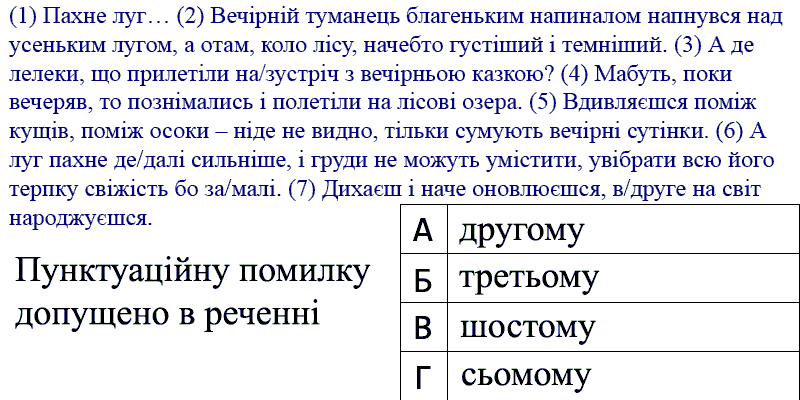 (1) Пахне луг… (2) Вечірній туманець благеньким напиналом напнувся над
усеньким лугом, а отам, коло лісу, начебто густіший і темніший. (3) А де
лелеки, що прилетіли на/зустріч з вечірньою казкою? (4) Мабуть, поки
вечеряв, то познімались і полетіли на лісові озера. (5) Вдивляєшся поміж
кущів, поміж осоки – ніде не видно, тільки сумують вечірні сутінки. (6) А
луг пахне де/далі сильніше, і груди не можуть умістити, увібрати всю його
терпку свіжість бо за/малі. (7) Дихаєш і наче оновлюєшся, в/друге на світ
народжуєшся.
Пунктуаційну помилку
допущено в реченні
А другому
Б третьому
В шостому
Г сьомому